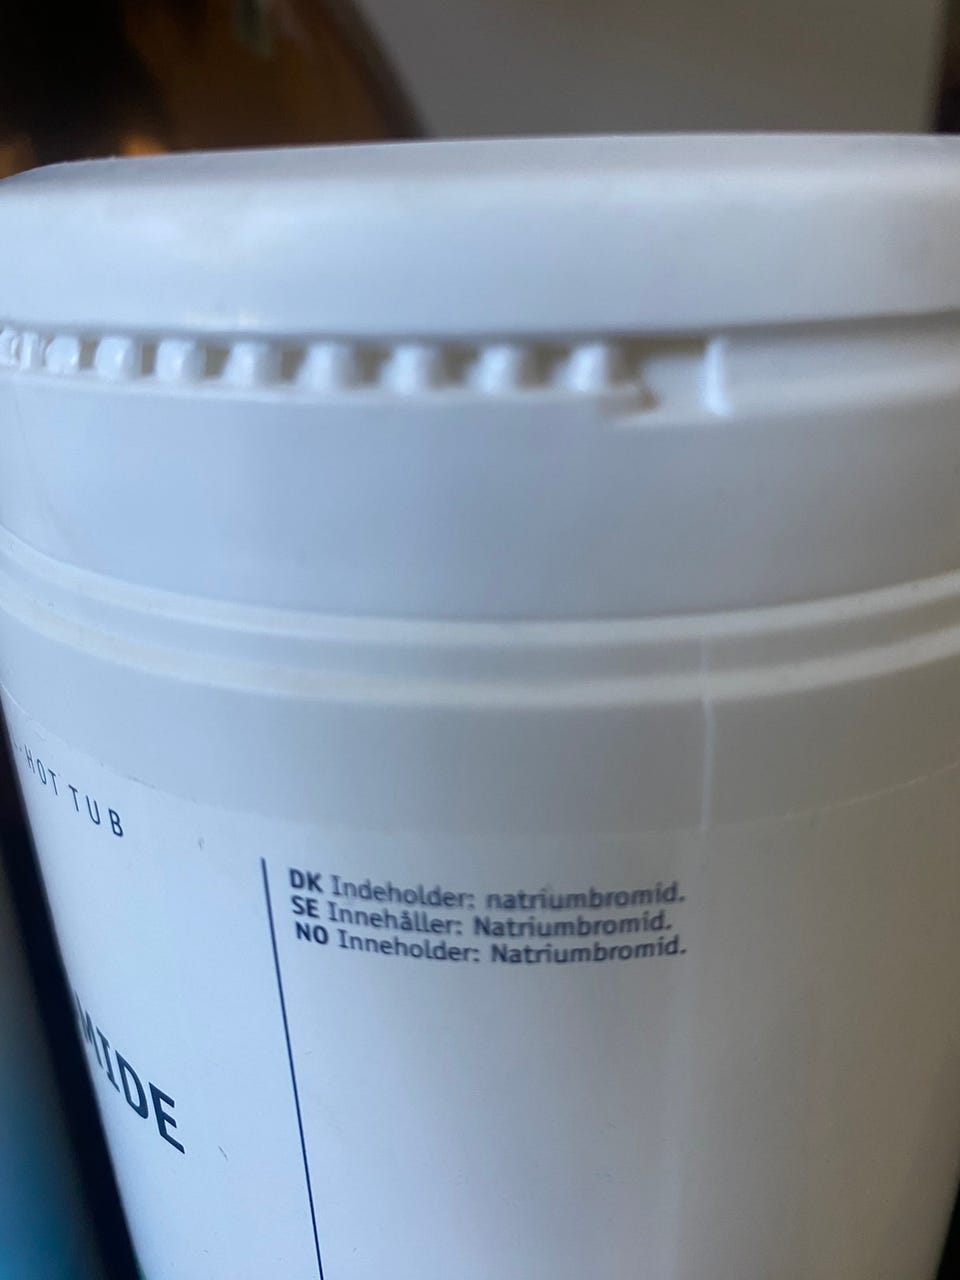 HOT TUB
MIDE
DK Indeholder: natriumbromid.
SE Innehåller: Natriumbromid.
NO Inneholder: Natriumbromid.